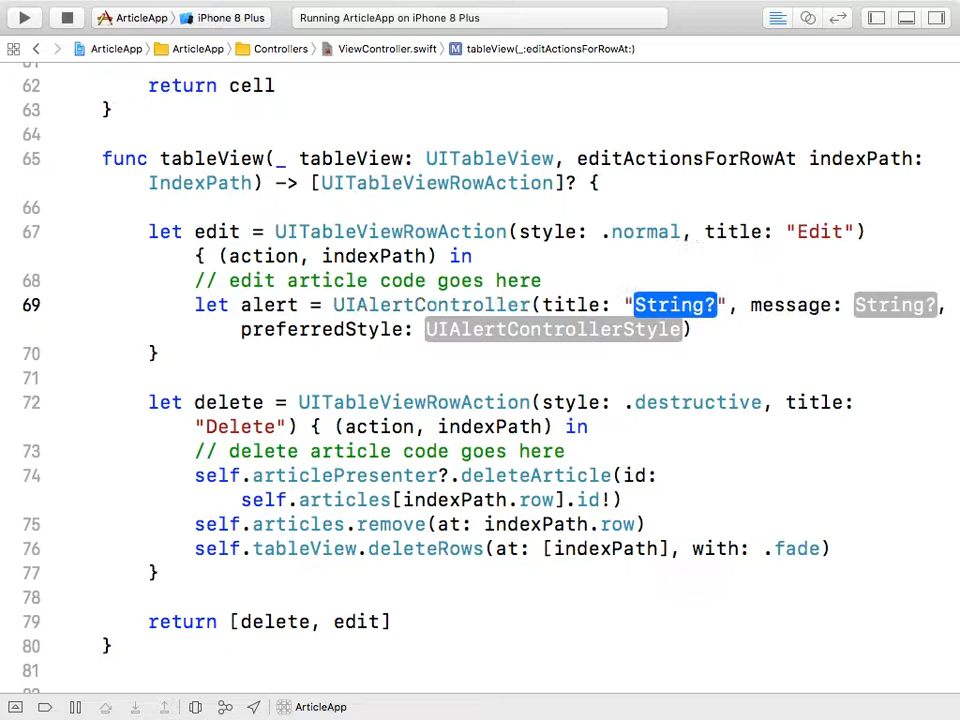 ArticleApp iPhone 8 Plus Running ArticleApp on iPhone 8 Plus
ArticleApp ArticleApp Controllers ViewController.swift M tableView(_:editActionsForRowAt:)
61
62 return cell
63 }
64
65 func tableView(_ tableView: UITableView, editActionsForRowAt indexPath:
IndexPath) -> [UITableViewRowAction]? {
66
67 let edit = UITableViewRowAction(style: .normal, title: "Edit")
{ (action, indexPath) in
68 // edit article code goes here
69 let alert = UIAlertController(title: "String?", message: String?,
preferredStyle: UIAlertControllerStyle)
70 }
71
72 let delete = UITableViewRowAction(style: .destructive, title:
"Delete") { (action, indexPath) in
73 // delete article code goes here
74 self.articlePresenter?.deleteArticle(id:
self.articles[indexPath.row].id!)
75 self.articles.remove(at: indexPath.row)
76 self.tableView.deleteRows(at: [indexPath], with: .fade)
77 }
78
79 return [delete, edit]
80 }
81
ArticleApp